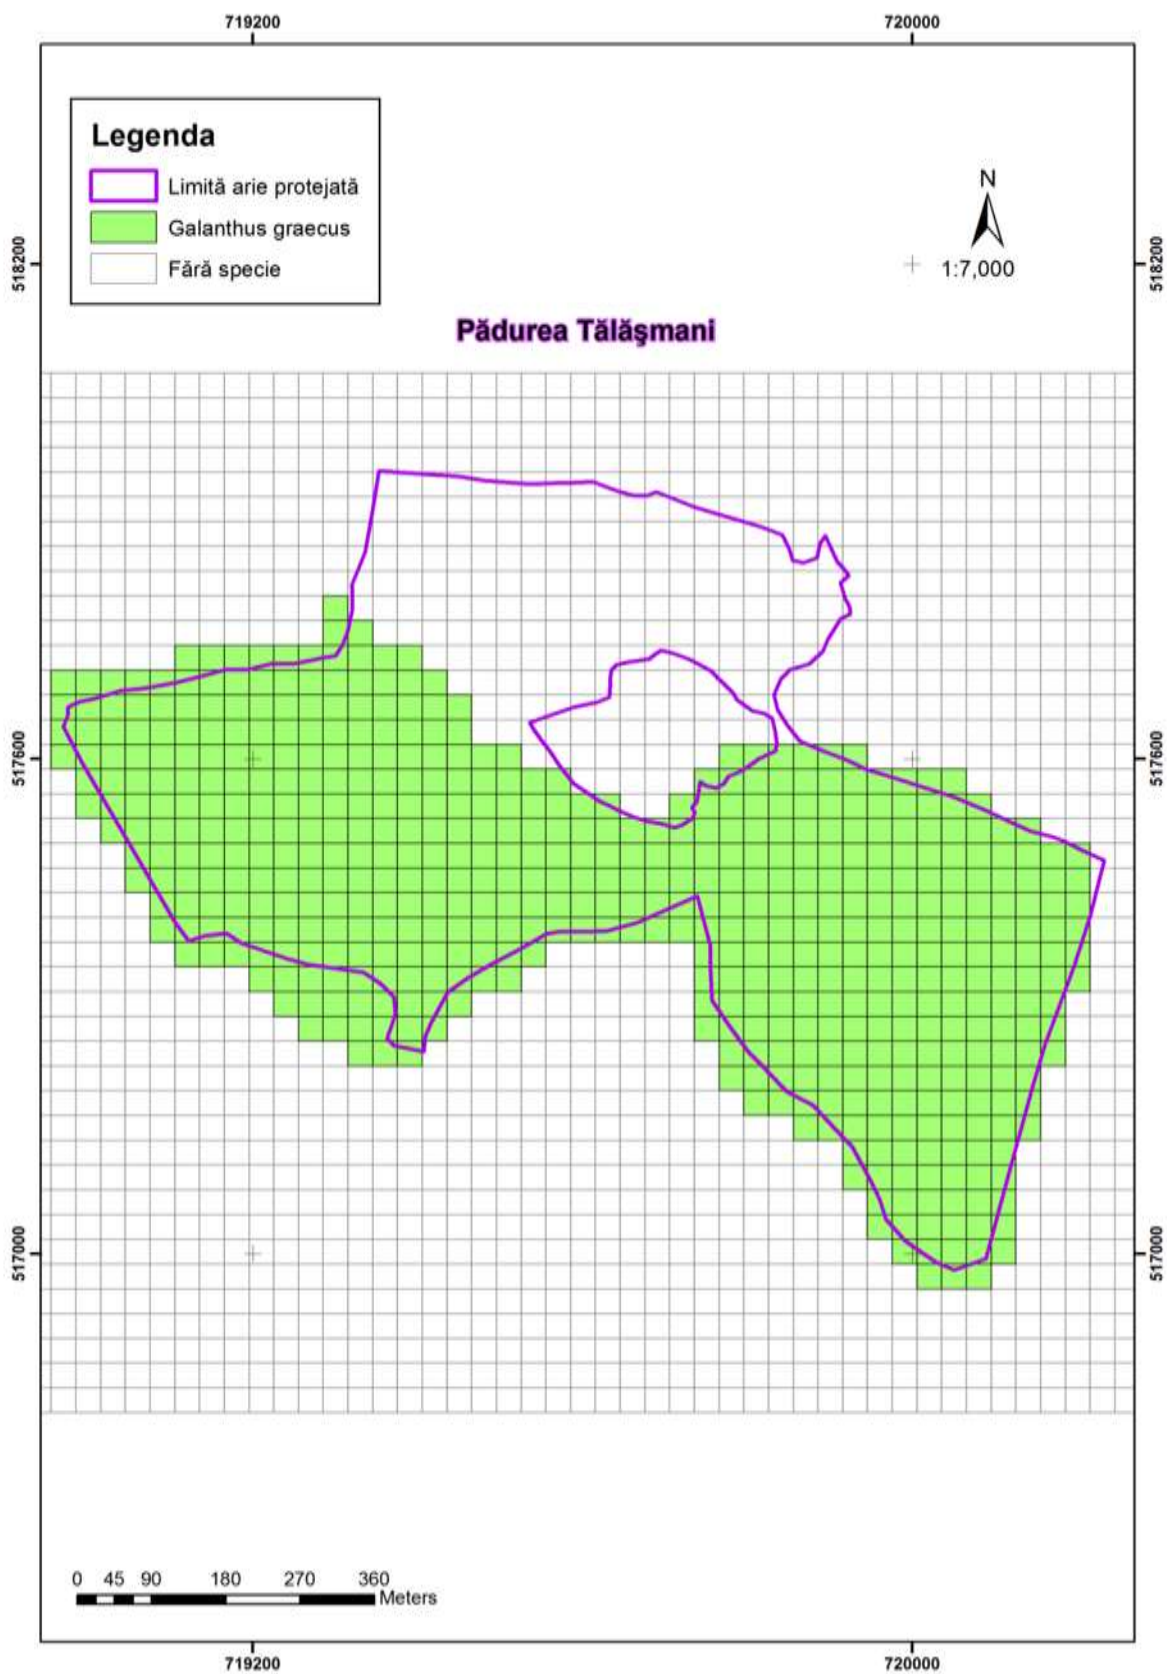 719200 720000
Legenda
Limită arie protejată
Galanthus graecus
Fără specie
N
1:7,000
518200 518200
Pădurea Tălăşmani
517600 517600
517000 517000
0 45 90 180 270 360
Meters
719200 720000